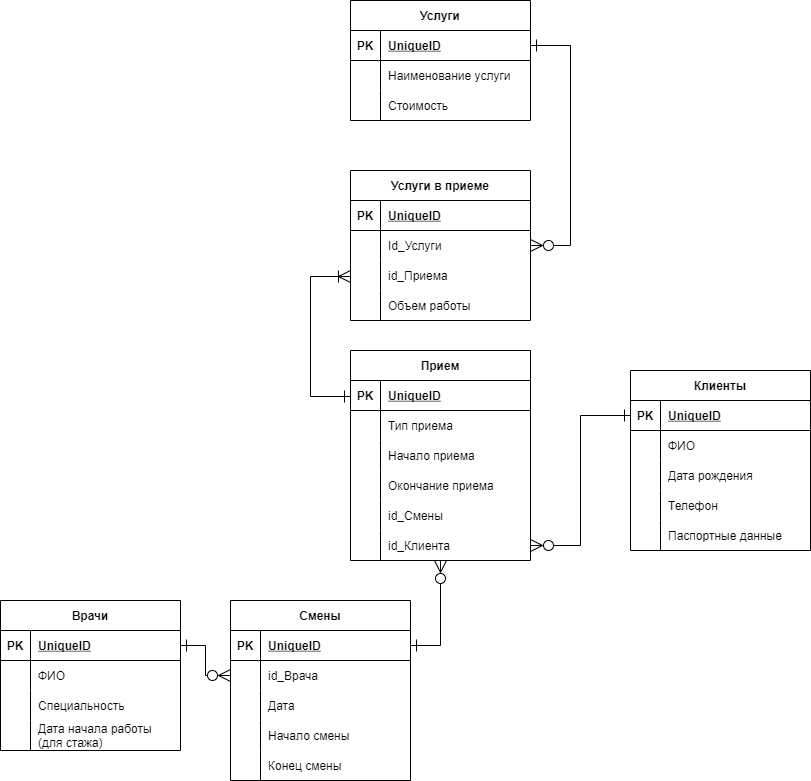 Услуги
PK UniqueID
Наименование услуги
Стоимость
Услуги в приеме
PK UniqueID
Id_Услуги
id_Приема
Объем работы
Прием
PK UniqueID
Тип приема
Начало приема
Окончание приема
id_Смены
id_Клиента
Клиенты
PK UniqueID
ФИО
Дата рождения
Телефон
Паспортные данные
Врачи
PK UniqueID
ФИО
Специальность
Дата начала работы
(для стажа)
Смены
PK UniqueID
id_Врача
Дата
Начало смены
Конец смены